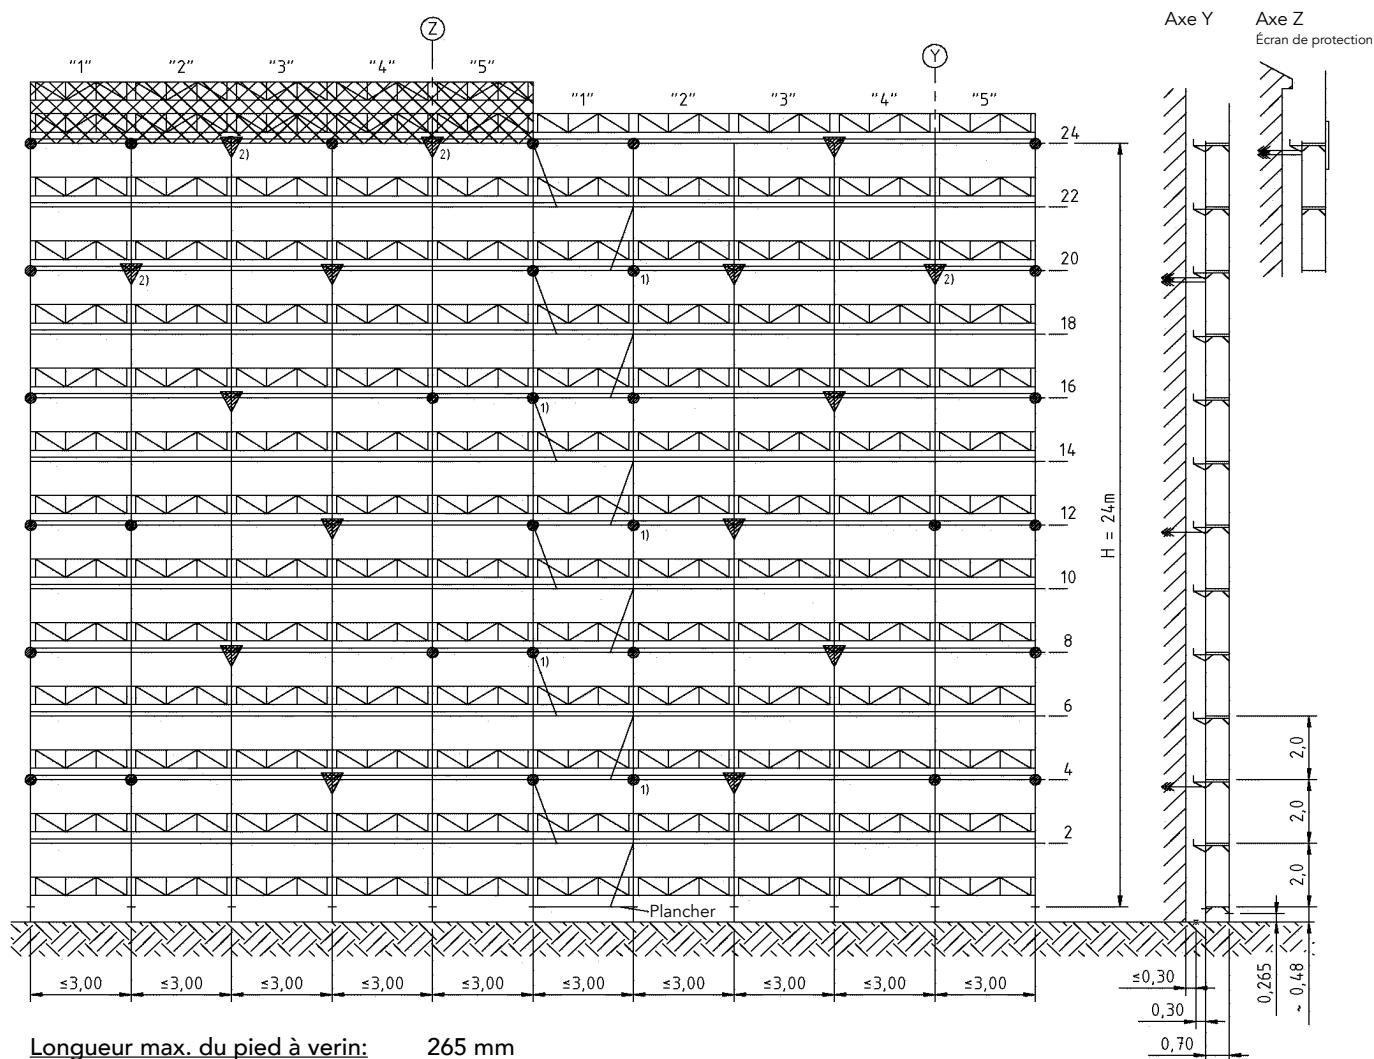 Axe Y
Axe Z
Écran de protection
Z
Y
"1" "2" "3" "4" "5"
"1" "2" "3" "4" "5"
24
2) 2)
22
20
2) 1) 2)
18
16
1)
14
12
1)
10
8
1)
6
4
1)
2
H = 24m
Plancher
2,0
2,0
2,0
≤3,00 ≤3,00 ≤3,00 ≤3,00 ≤3,00 ≤3,00 ≤3,00 ≤3,00 ≤3,00 ≤3,00
≤0,30
0,30
0,70
0,265
~ 0,48
Longueur max. du pied à verin: 265 mm